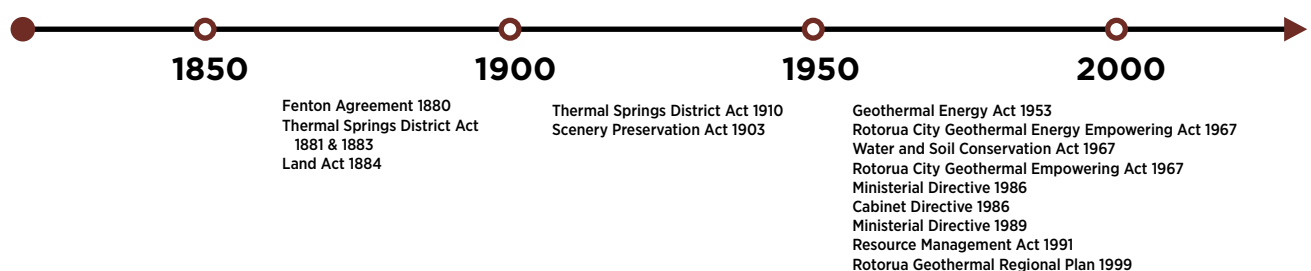 1850
1900
1950
2000
Fenton Agreement 1880
Thermal Springs District Act
1881 & 1883
Land Act 1884
Thermal Springs District Act 1910
Scenery Preservation Act 1903
Geothermal Energy Act 1953
Rotorua City Geothermal Energy Empowering Act 1967
Water and Soil Conservation Act 1967
Rotorua City Geothermal Empowering Act 1967
Ministerial Directive 1986
Cabinet Directive 1986
Ministerial Directive 1989
Resource Management Act 1991
Rotorua Geothermal Regional Plan 1999